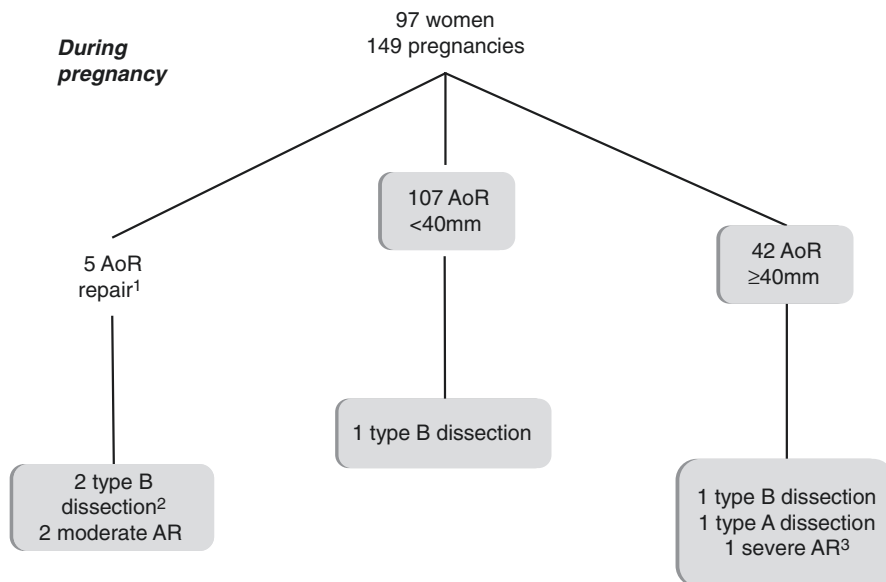 97 women
149 pregnancies
During
pregnancy
107 AoR
<40mm
5 AoR
repair¹
42 AoR
≥40mm
1 type B dissection
2 type B
dissection²
2 moderate AR
1 type B dissection
1 type A dissection
1 severe AR³